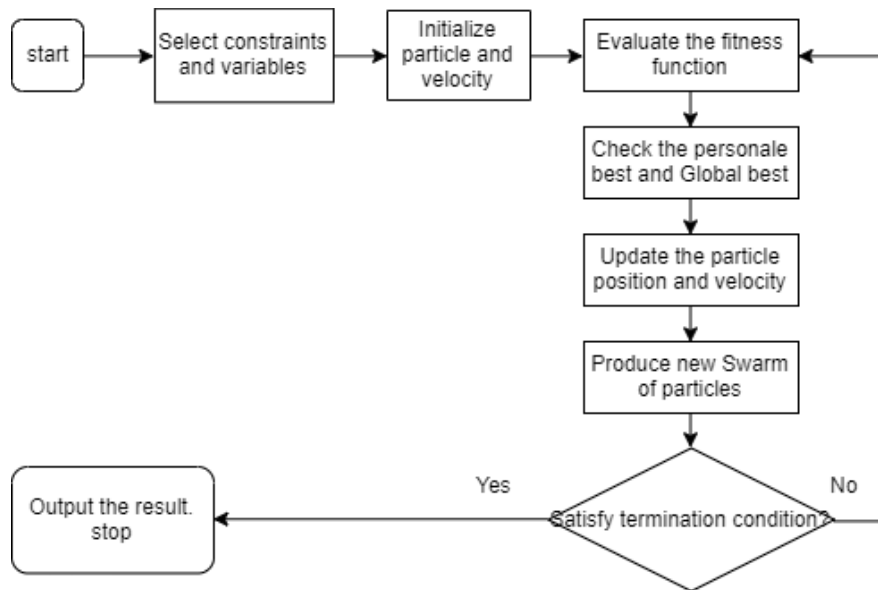 start
Select constraints
and variables
Initialize
particle and
velocity
Evaluate the fitness
function
Check the personale
best and Global best
Update the particle
position and velocity
Produce new Swarm
of particles
Satisfy termination condition?
Yes
No
Output the result.
stop